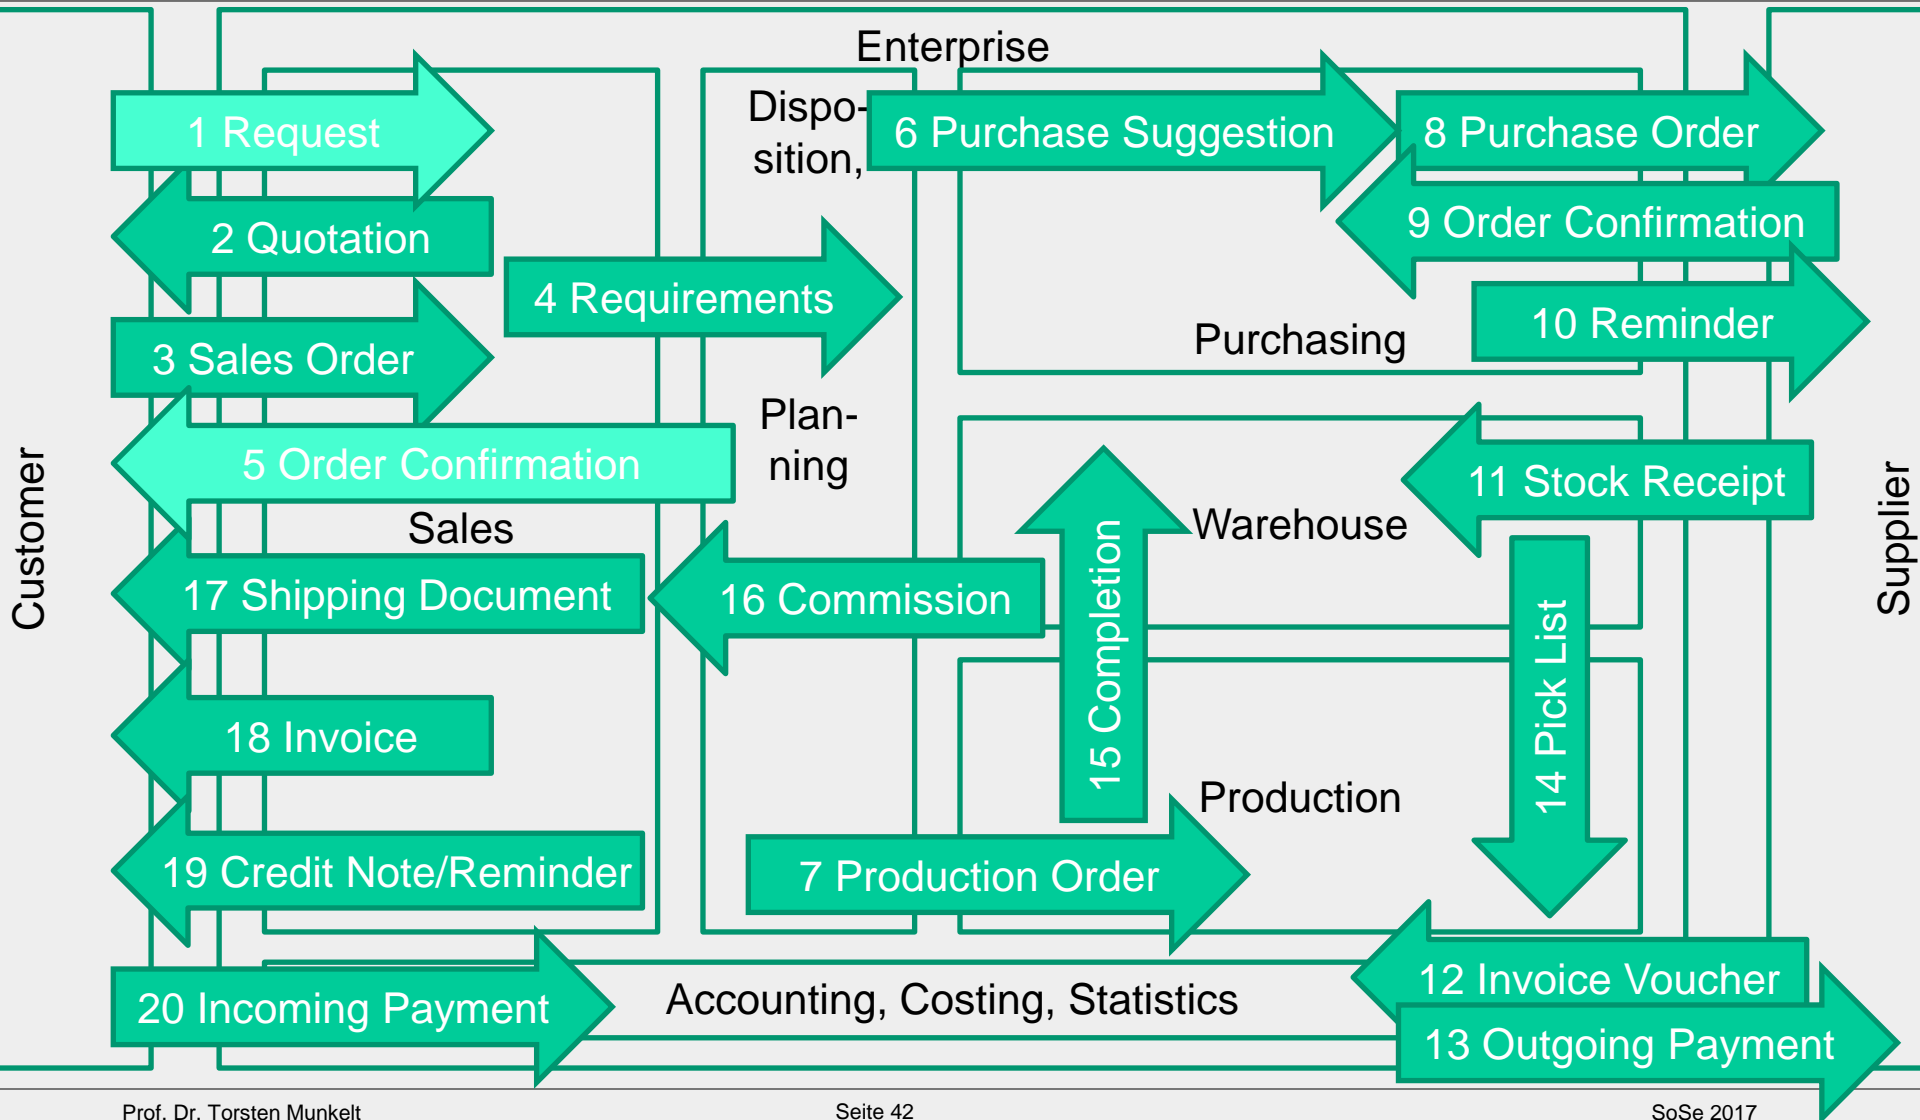 Enterprise
Customer
1 Request
2 Quotation
3 Sales Order
5 Order Confirmation
Sales
17 Shipping Document
18 Invoice
19 Credit Note/Reminder
20 Incoming Payment
4 Requirements
Dispo-
sition,
Plan-
ning
16 Commission
7 Production Order
6 Purchase Suggestion
8 Purchase Order
9 Order Confirmation
10 Reminder
Purchasing
11 Stock Receipt
Warehouse
15 Completion
14 Pick List
Production
Accounting, Costing, Statistics
12 Invoice Voucher
13 Outgoing Payment
Supplier
Prof. Dr. Torsten Munkelt
Seite 42
SoSe 2017